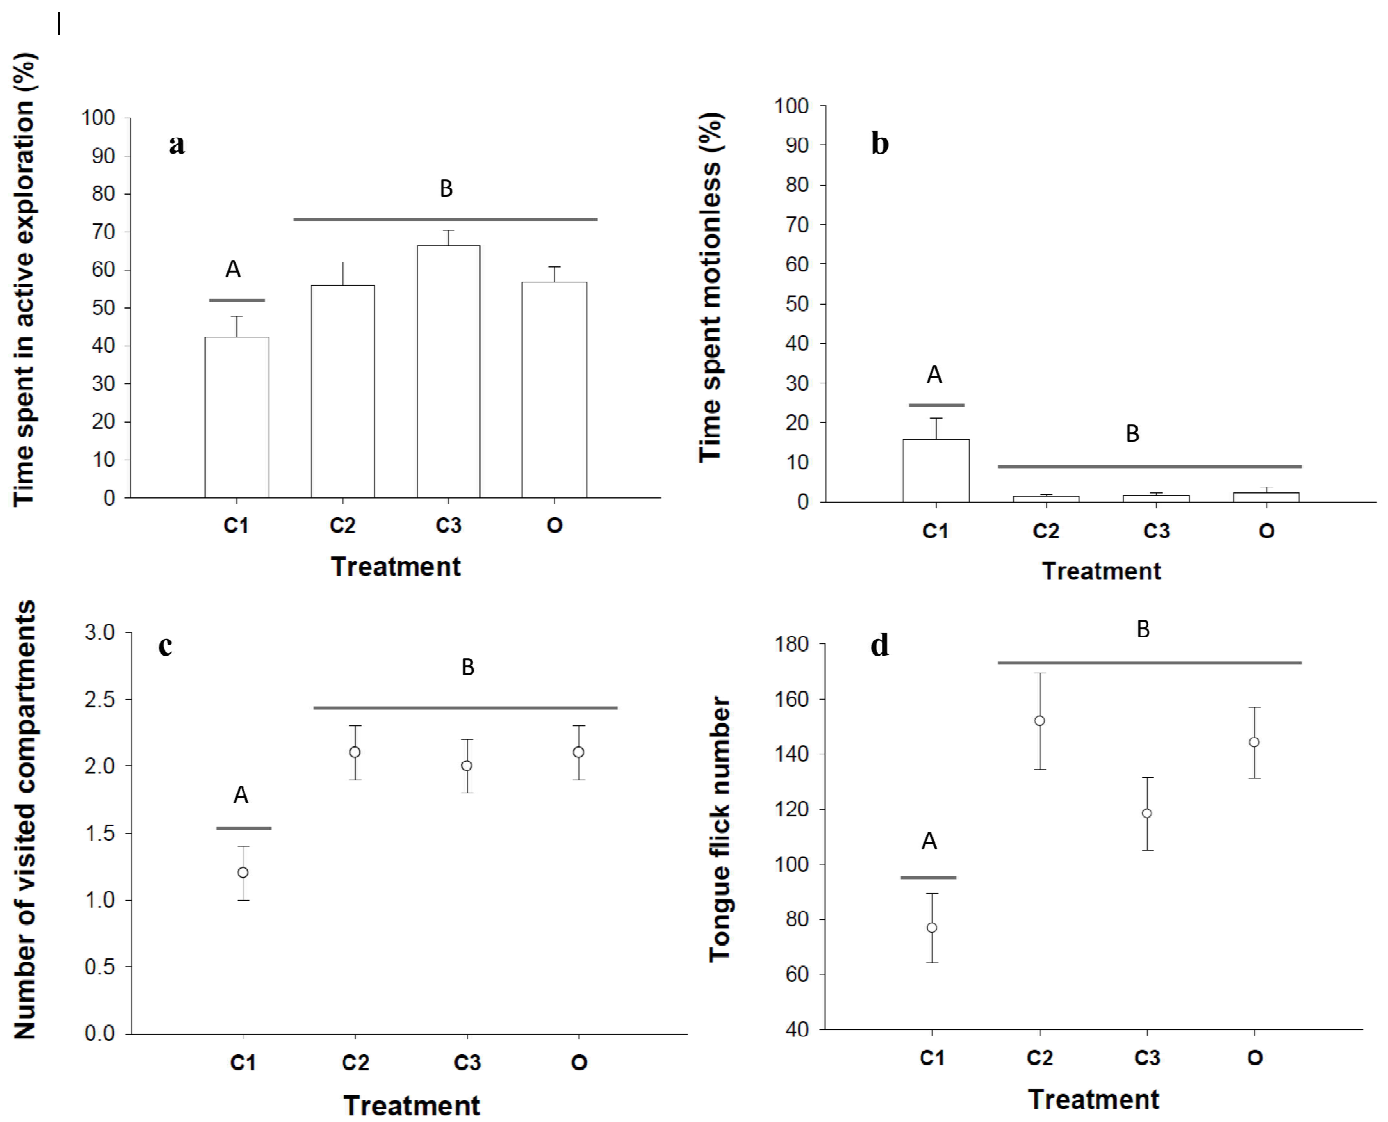 Time spent in active exploration (%)
a
100
90
80
70
60
50
40
30
20
10
0
A
B
C1 C2 C3 O
Treatment
Time spent motionless (%)
b
100
90
80
70
60
50
40
30
20
10
0
A
B
C1 C2 C3 O
Treatment
Number of visited compartments
c
3.0
2.5
2.0
1.5
1.0
0.5
0.0
A
B
C1 C2 C3 O
Treatment
Tongue flick number
d
180
160
140
120
100
80
60
40
A
B
C1 C2 C3 O
Treatment